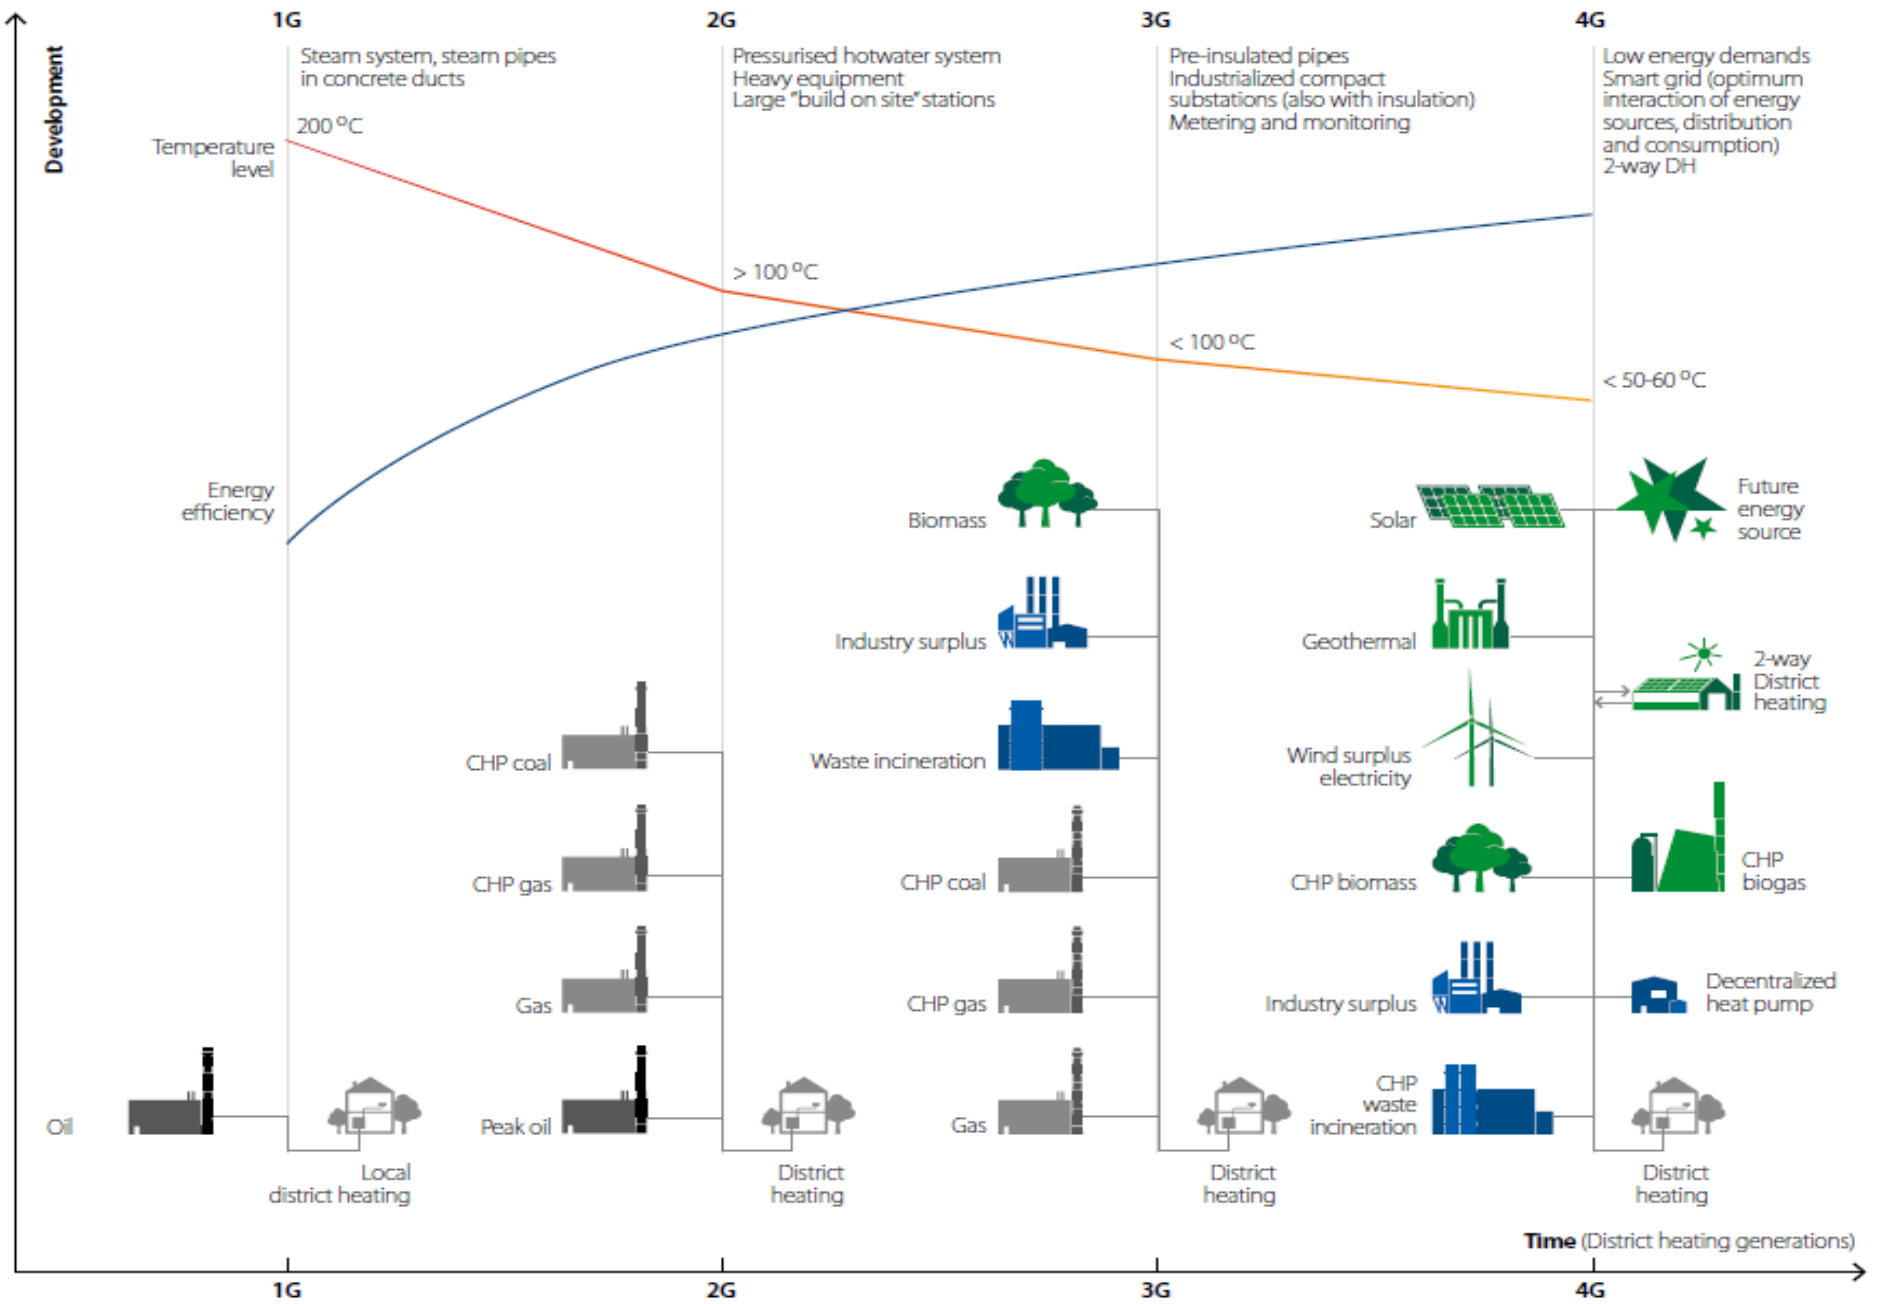 1G
2G
3G
4G
Development
Steam system, steam pipes
in concrete ducts
Pressurised hotwater system
Heavy equipment
Large "build on site" stations
Pre-insulated pipes
Industrialized compact
substations (also with insulation)
Metering and monitoring
Low energy demands
Smart grid (optimum
interaction of energy
sources, distribution
and consumption)
2-way DH
Temperature
level
200 °C
> 100 °C
< 100 °C
< 50-60 °C
Energy
efficiency
Oil
Local
district heating
CHP coal
CHP gas
Gas
Peak oil
District
heating
Biomass
Industry surplus
Waste incineration
CHP coal
CHP gas
Gas
District
heating
Solar
Geothermal
Wind surplus
electricity
CHP biomass
Industry surplus
CHP
waste
incineration
Future
energy
source
2-way
District
heating
CHP
biogas
Decentralized
heat pump
District
heating
Time (District heating generations)
1G
2G
3G
4G